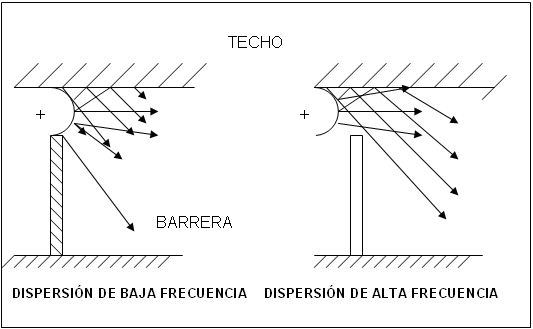 TECHO
+
+
BARRERA
DISPERSIÓN DE BAJA FRECUENCIA
DISPERSIÓN DE ALTA FRECUENCIA